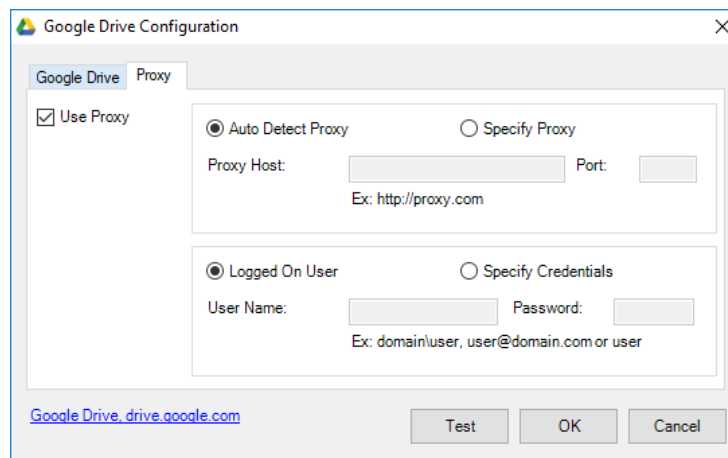 Google Drive Configuration
Google Drive Proxy
Use Proxy
Auto Detect Proxy Specify Proxy
Proxy Host: Port:
Ex: http://proxy.com
Logged On User Specify Credentials
User Name: Password:
Ex: domain\user, user@domain.com or user
Google Drive, drive.google.com
Test OK Cancel